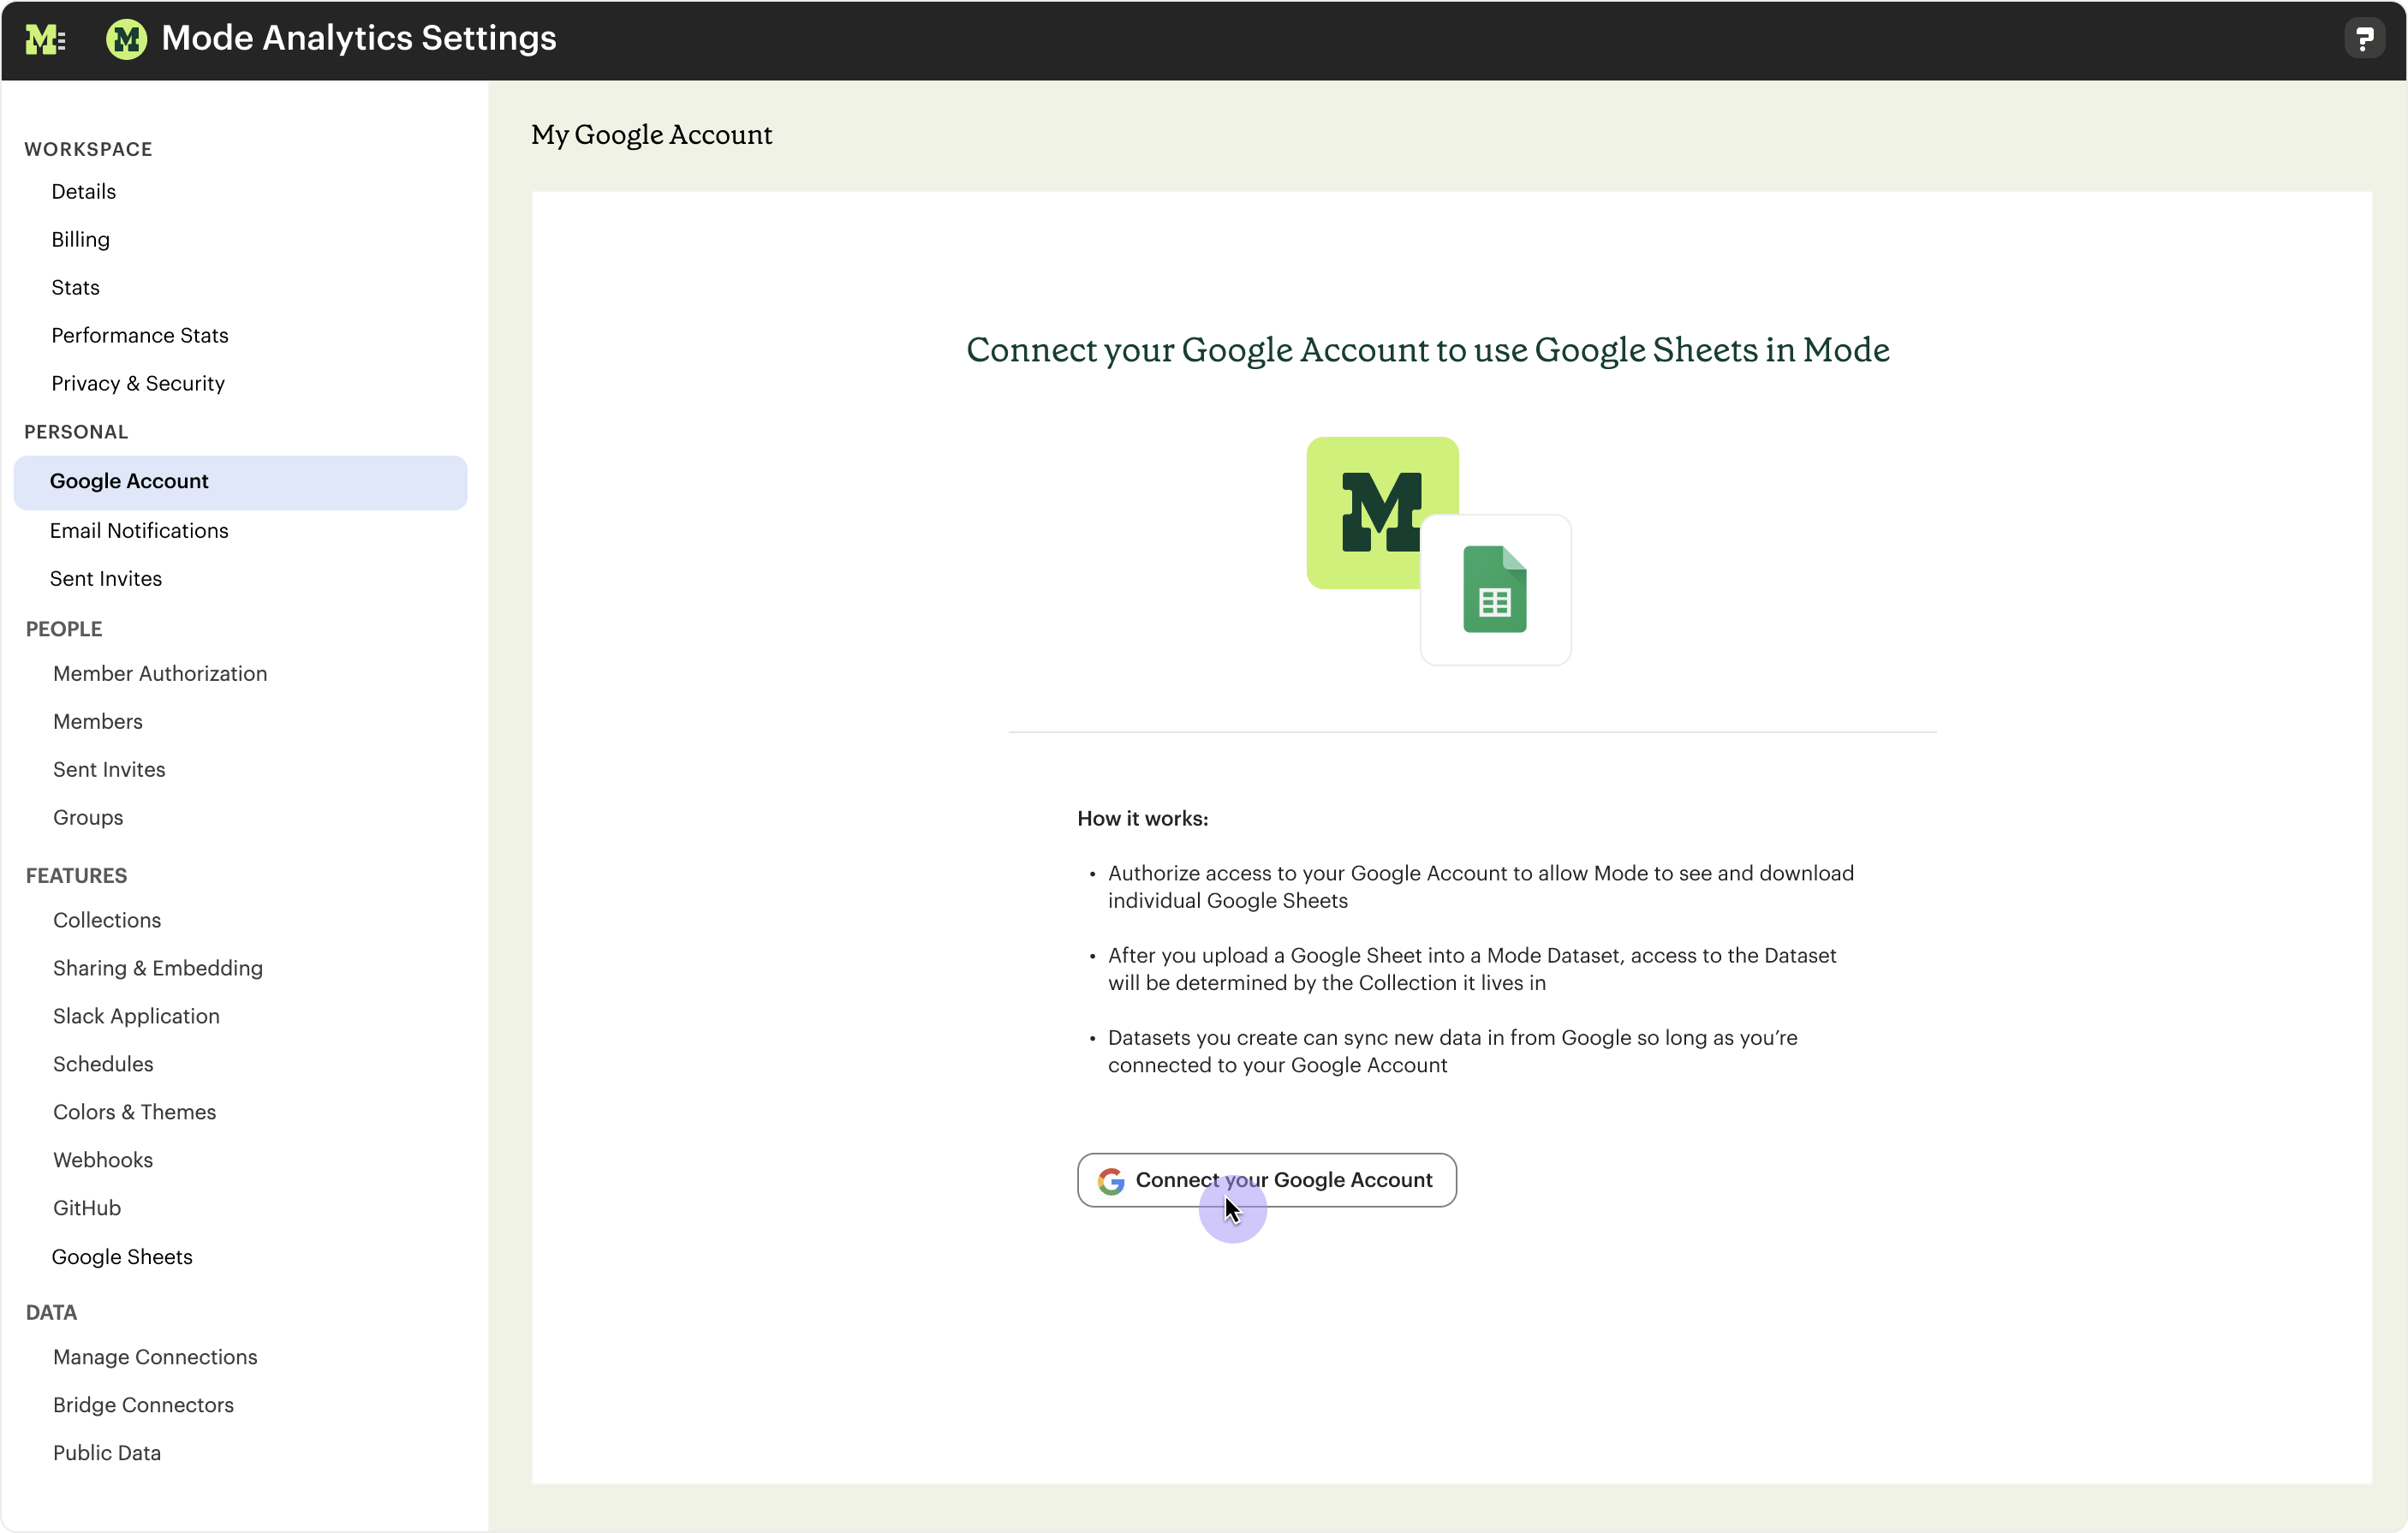 Mode Analytics Settings
WORKSPACE
Details
Billing
Stats
Performance Stats
Privacy & Security
PERSONAL
Google Account
Email Notifications
Sent Invites
PEOPLE
Member Authorization
Members
Sent Invites
Groups
FEATURES
Collections
Sharing & Embedding
Slack Application
Schedules
Colors & Themes
Webhooks
GitHub
Google Sheets
DATA
Manage Connections
Bridge Connectors
Public Data
My Google Account
Connect your Google Account to use Google Sheets in Mode
How it works:
• Authorize access to your Google Account to allow Mode to see and download
individual Google Sheets
• After you upload a Google Sheet into a Mode Dataset, access to the Dataset
will be determined by the Collection it lives in
• Datasets you create can sync new data in from Google so long as you’re
connected to your Google Account
Connect your Google Account